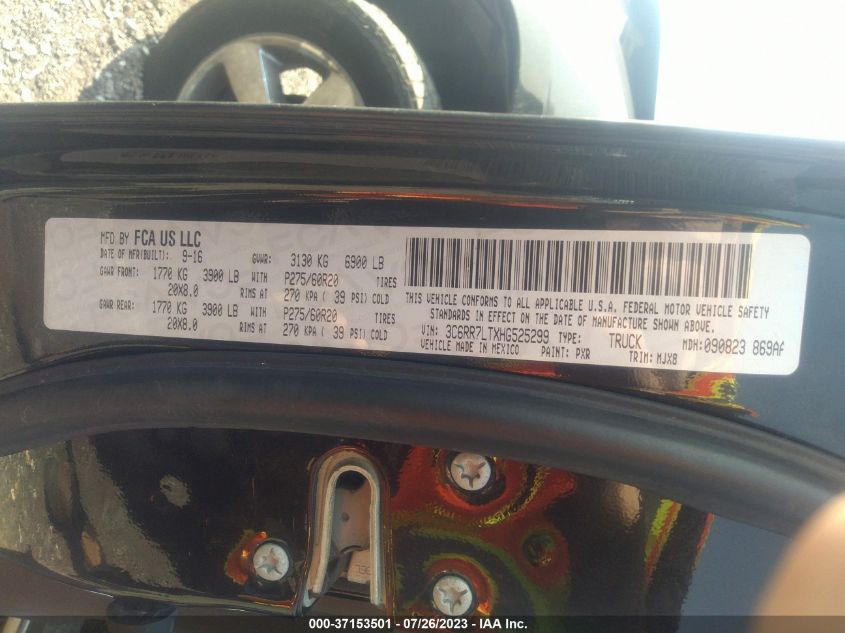 MFD BY FCA US LLC
DATE OF MFR(BUILT): 9-16 GVWR: 3130 KG 6900 LB
GAWR FRONT: 1770 KG 3900 LB WITH P275/60R20 TIRES
20X8.0 RIMS AT 270 KPA ( 39 PSI) COLD
GAWR REAR: 1770 KG 3900 LB WITH P275/60R20 TIRES
20X8.0 RIMS AT 270 KPA ( 39 PSI) COLD
THIS VEHICLE CONFORMS TO ALL APPLICABLE U.S.A. FEDERAL MOTOR VEHICLE SAFETY
STANDARDS IN EFFECT ON THE DATE OF MANUFACTURE SHOWN ABOVE.
VIN: 3C6RR7LTXHG525299 TYPE: TRUCK MDH:090823 869AA
VEHICLE MADE IN MEXICO PAINT: PXR TRIM: MJX8
000-37153501 - 07/26/2023 - IAA Inc.